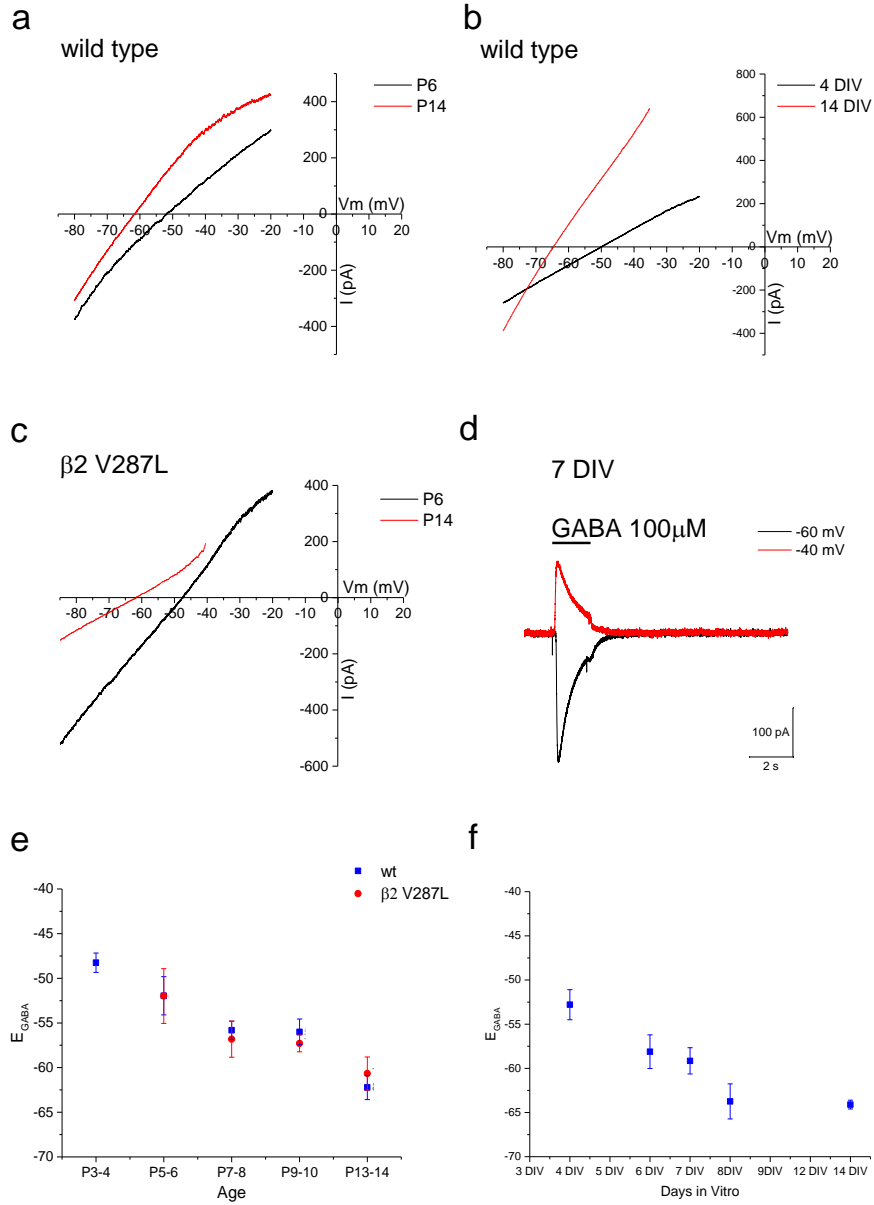 a
wild type
P6
P14
400
200
0
-200
-400
Vm (mV)
-80 -70 -60 -50 -40 -30 -20 -10 0 10 20
I (pA)
b
wild type
4 DIV
14 DIV
800
600
400
200
0
-200
-400
Vm (mV)
-80 -70 -60 -50 -40 -30 -20 -10 0 10 20
I (pA)
c
β2 V287L
P6
P14
400
200
0
-200
-400
-600
Vm (mV)
-80 -70 -60 -50 -40 -30 -20 -10 0 10 20
I (pA)
d
7 DIV
GABA 100μM
-60 mV
-40 mV
100 pA
2 s
e
wt
β2 V287L
-40
-45
-50
-55
-60
-65
-70
EGABA
P3-4 P5-6 P7-8 P9-10 P13-14
Age
f
-40
-45
-50
-55
-60
-65
-70
EGABA
3 DIV 4 DIV 5 DIV 6 DIV 7 DIV 8DIV 9DIV 12 DIV 14 DIV
Days in Vitro